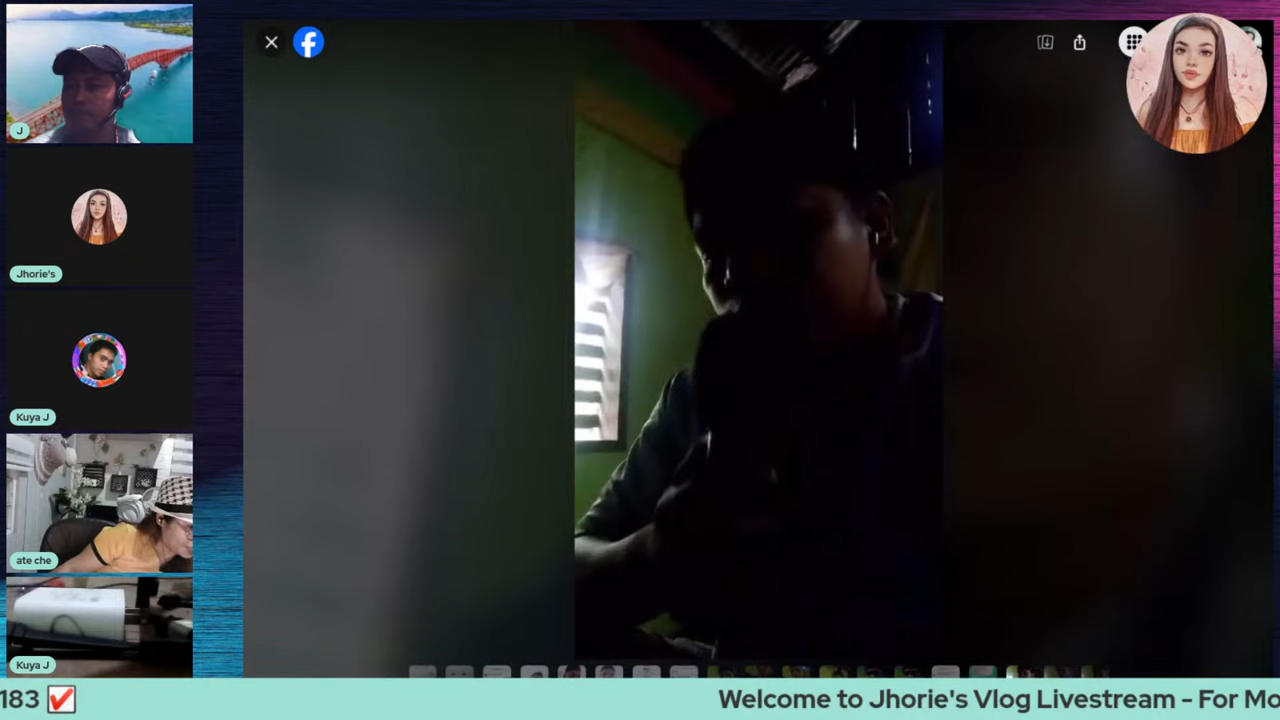 J
Jhorie's
Kuya J
ate che
Kuya J
183
Welcome to Jhorie's Vlog Livestream - For Mo